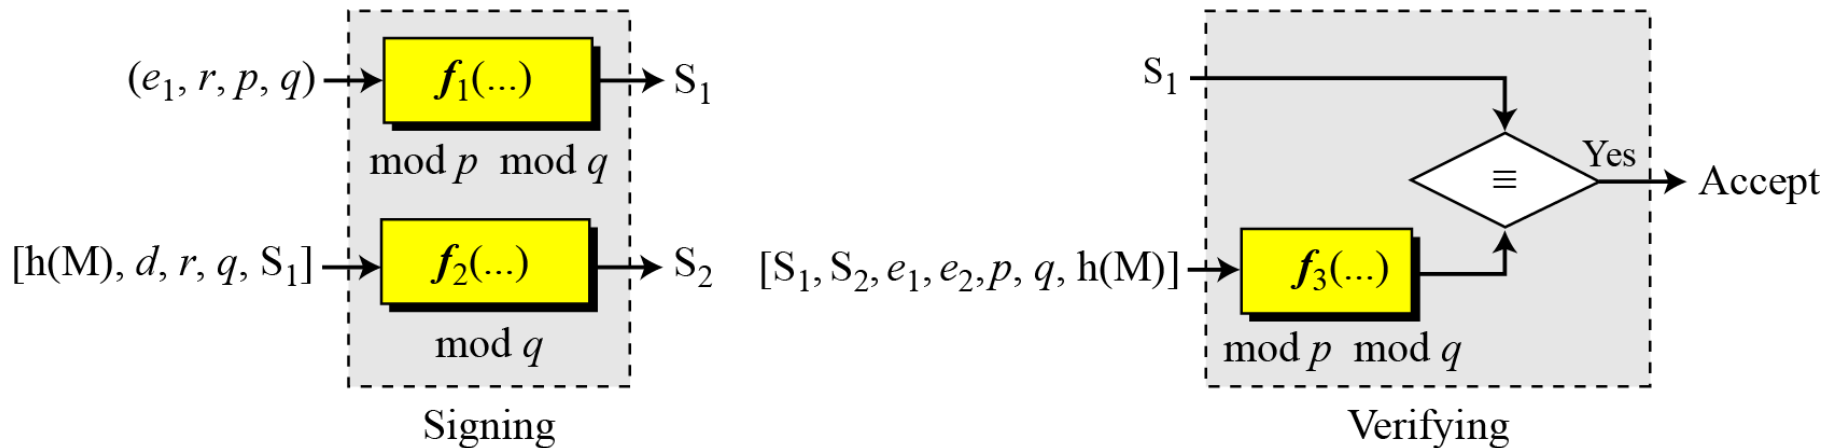 (e₁, r, p, q)
f₁(...)
S₁
mod p mod q
[h(M), d, r, q, S₁]
f₂(...)
S₂
mod q
Signing
S₁
≡
Yes
Accept
[S₁, S₂, e₁, e₂, p, q, h(M)]
f₃(...)
mod p mod q
Verifying